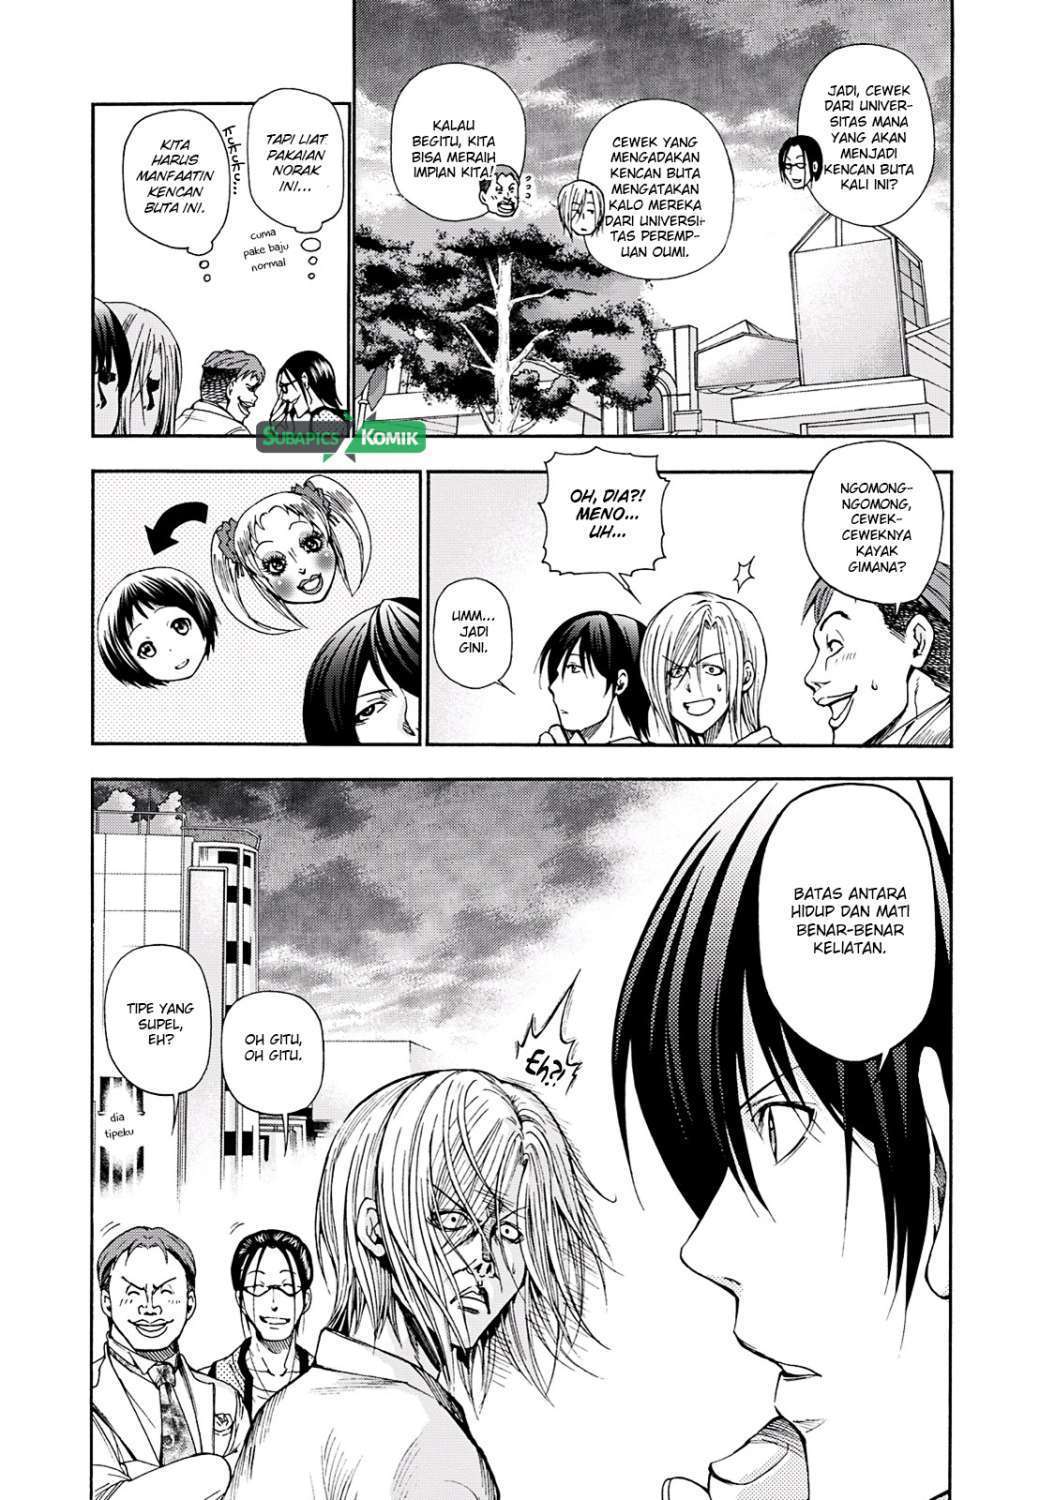 JADI, CEWEK
DARI UNIVER-
SITAS MANA
YANG AKAN
MENJADI
KENCAN BUTA
KALI INI?
CEWEK YANG
MENGADAKAN
KENCAN BUTA
MENGATAKAN
KALO MEREKA
DARI UNIVERSI-
TAS PEREMP-
UAN OUMI.
KALAU
BEGITU, KITA
BISA MERAIH
IMPIAN KITA!
TAPI LIAT
PAKAIAN
NORAK
INI...
cuma
pake baju
normal
KUKUKU...
KITA
HARUS
MANFAATIN
KENCAN
BUTA INI.
SUBAPICS KOMIK
NGOMONG-
NGOMONG,
CEWEK-
CEWEKNYA
KAYAK
GIMANA?
OH, DIA?!
MENO...
UH...
UMM...
JADI
GINI.
BATAS ANTARA
HIDUP DAN MATI
BENAR-BENAR
KELIATAN.
Eh?!
OH GITU,
OH GITU.
TIPE YANG
SUPEL,
EH?
dia
tipeku